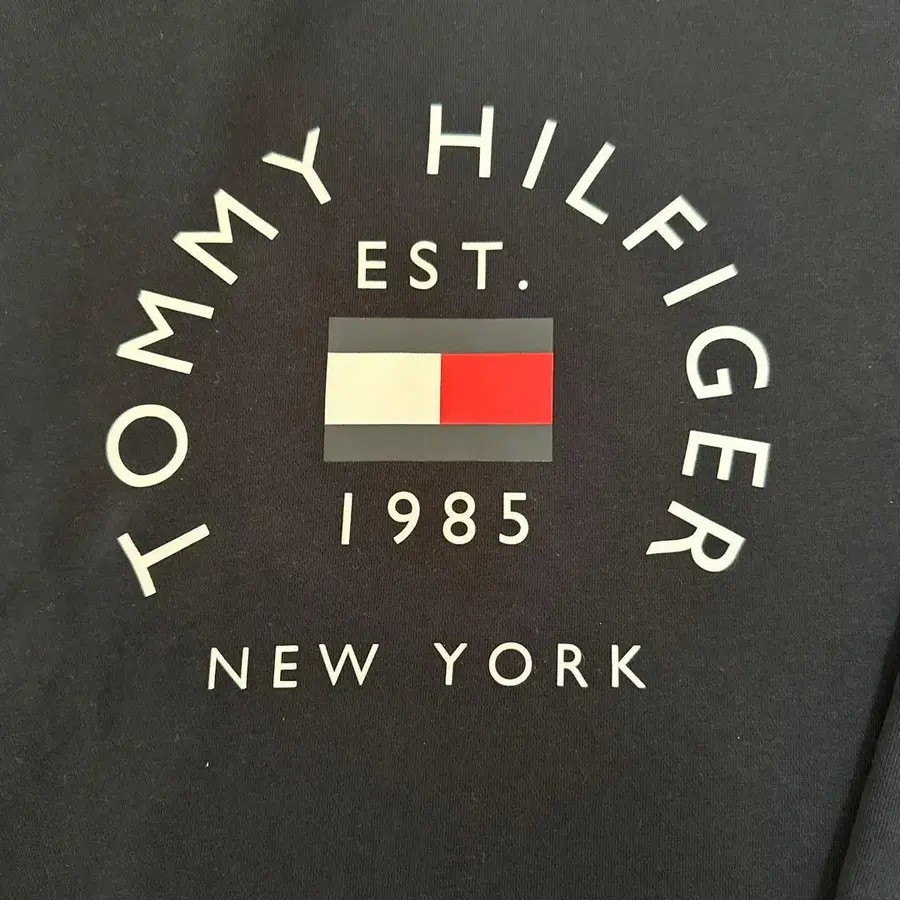 TOMMY HILFIGER
EST.
1985
NEW YORK